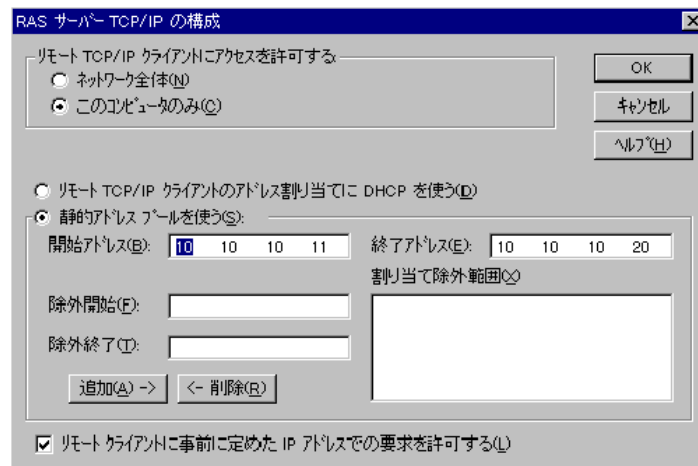 RAS サーバー TCP/IP の構成
リモート TCP/IP クライアントにアクセスを許可する:
ネットワーク全体(N)
このコンピュータのみ(C)
OK
キャンセル
ヘルプ(H)
リモート TCP/IP クライアントのアドレス割り当てに DHCP を使う(D)
静的アドレス プールを使う(S):
開始アドレス(B): 10 10 10 11
終了アドレス(E): 10 10 10 20
割り当て除外範囲(X)
除外開始(F):
除外終了(T):
追加(A) ->
<- 削除(R)
リモート クライアントに事前に定めた IP アドレスでの要求を許可する(L)